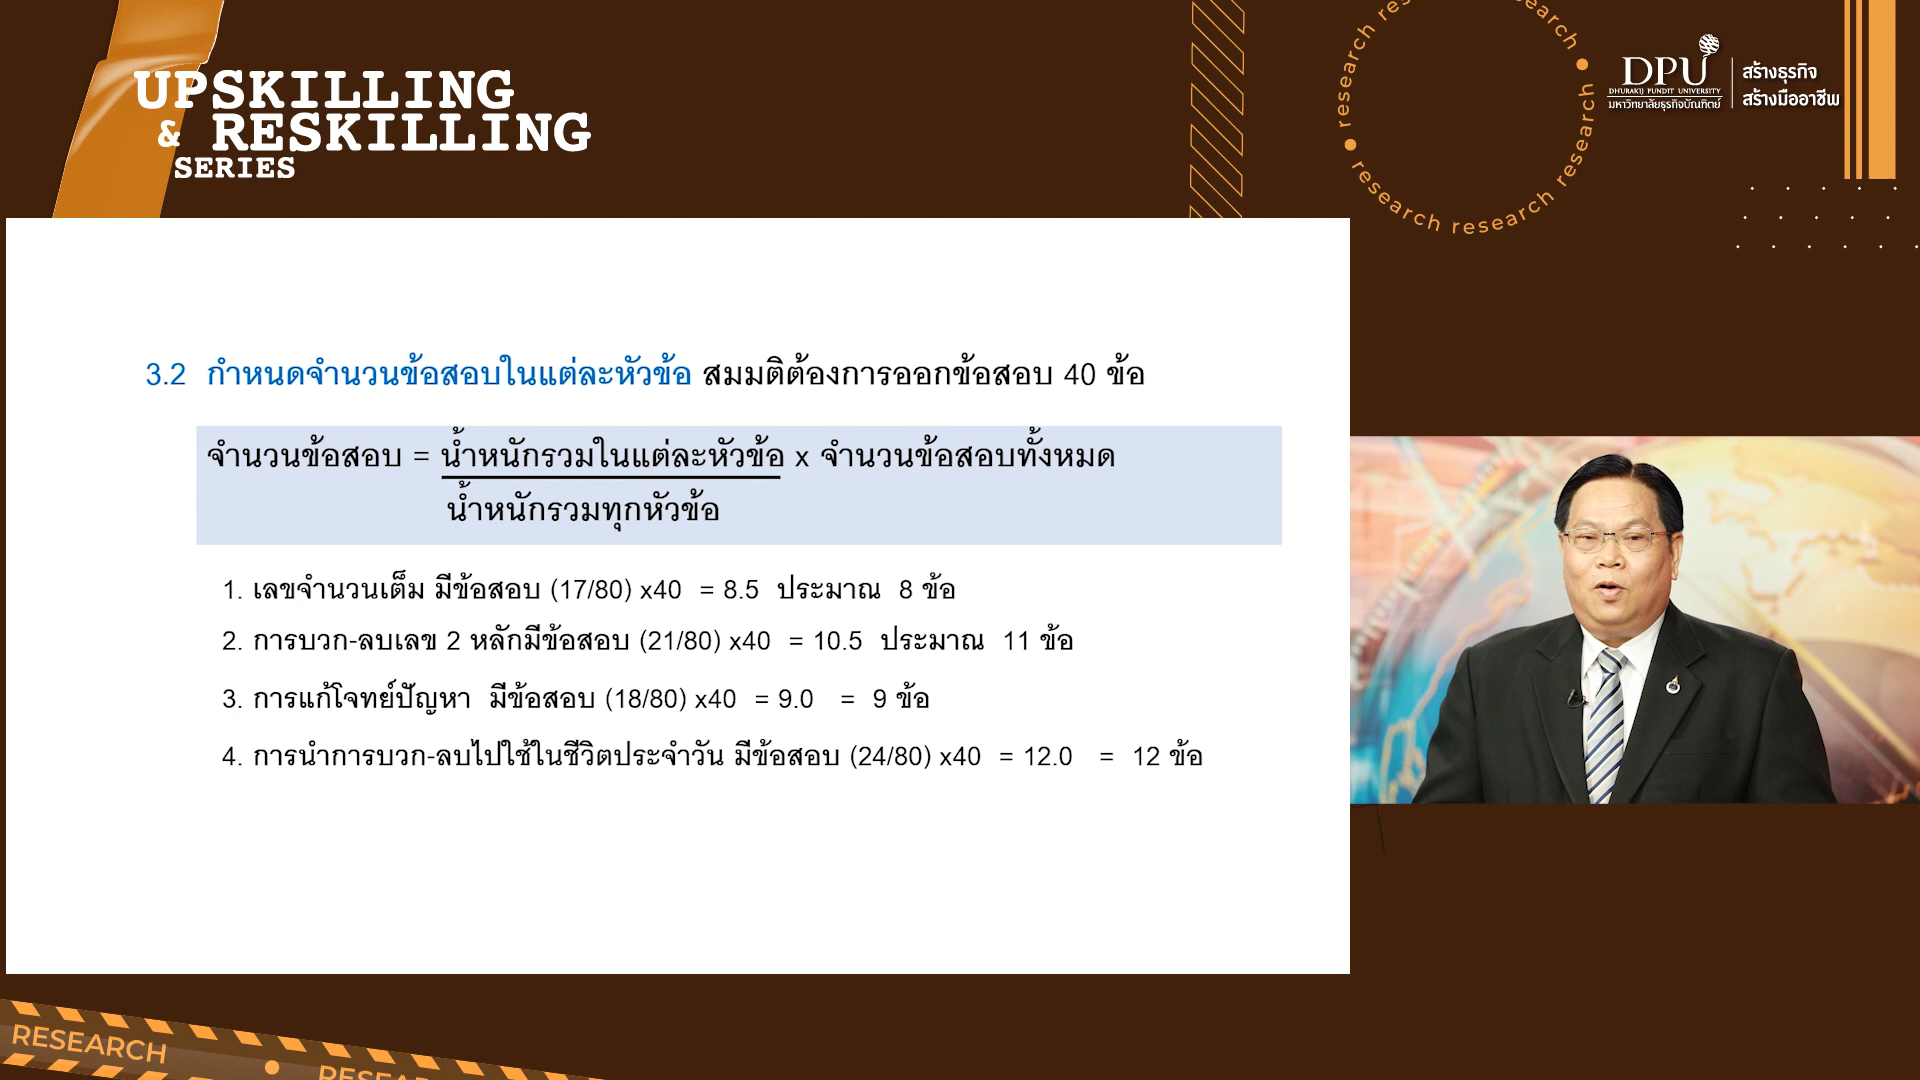 UPSKILLING
& RESKILLING
SERIES
research research research research
DPU
DHURAKIJ PUNDIT UNIVERSITY
มหาวิทยาลัยธุรกิจบัณฑิตย์
สร้างธุรกิจ
สร้างมืออาชีพ
3.2 กำหนดจำนวนข้อสอบในแต่ละหัวข้อ สมมติต้องการออกข้อสอบ 40 ข้อ
จำนวนข้อสอบ = น้ำหนักรวมในแต่ละหัวข้อ x จำนวนข้อสอบทั้งหมด
น้ำหนักรวมทุกหัวข้อ
1. เลขจำนวนเต็ม มีข้อสอบ (17/80) x40 = 8.5 ประมาณ 8 ข้อ
2. การบวก-ลบเลข 2 หลักมีข้อสอบ (21/80) x40 = 10.5 ประมาณ 11 ข้อ
3. การแก้โจทย์ปัญหา มีข้อสอบ (18/80) x40 = 9.0 = 9 ข้อ
4. การนำการบวก-ลบไปใช้ในชีวิตประจำวัน มีข้อสอบ (24/80) x40 = 12.0 = 12 ข้อ
RESEARCH